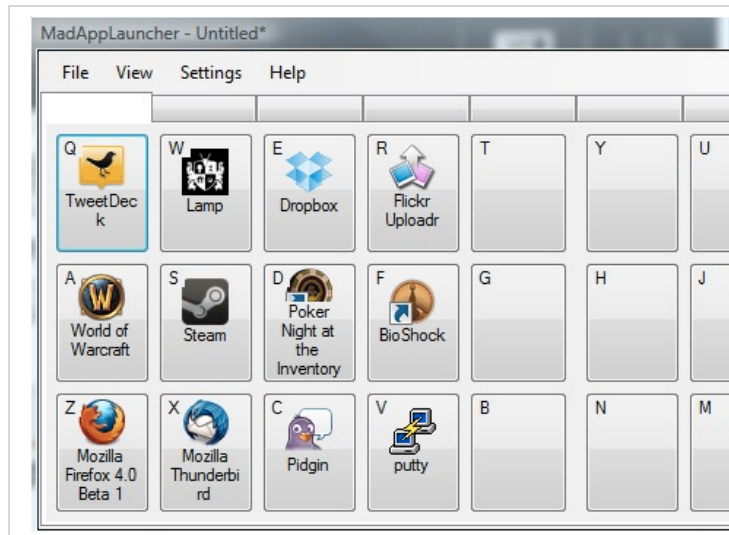 MadAppLauncher - Untitled*
File View Settings Help
Q W E R T Y U
TweetDec
k
Lamp
Dropbox
Flickr
Uploadr
A S D F G H J
World of
Warcraft
Steam
Poker
Night at
the
Inventory
BioShock
Z X C V B N M
Mozilla
Firefox 4.0
Beta 1
Mozilla
Thunderbi
rd
Pidgin
putty